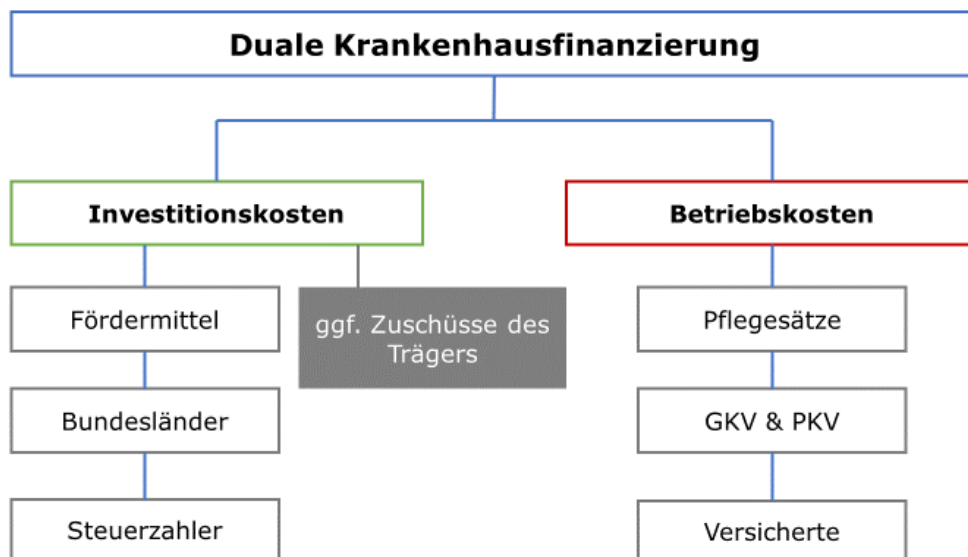 Duale Krankenhausfinanzierung
Investitionskosten
Betriebskosten
Fördermittel
ggf. Zuschüsse des
Trägers
Pflegesätze
Bundesländer
GKV & PKV
Steuerzahler
Versicherte